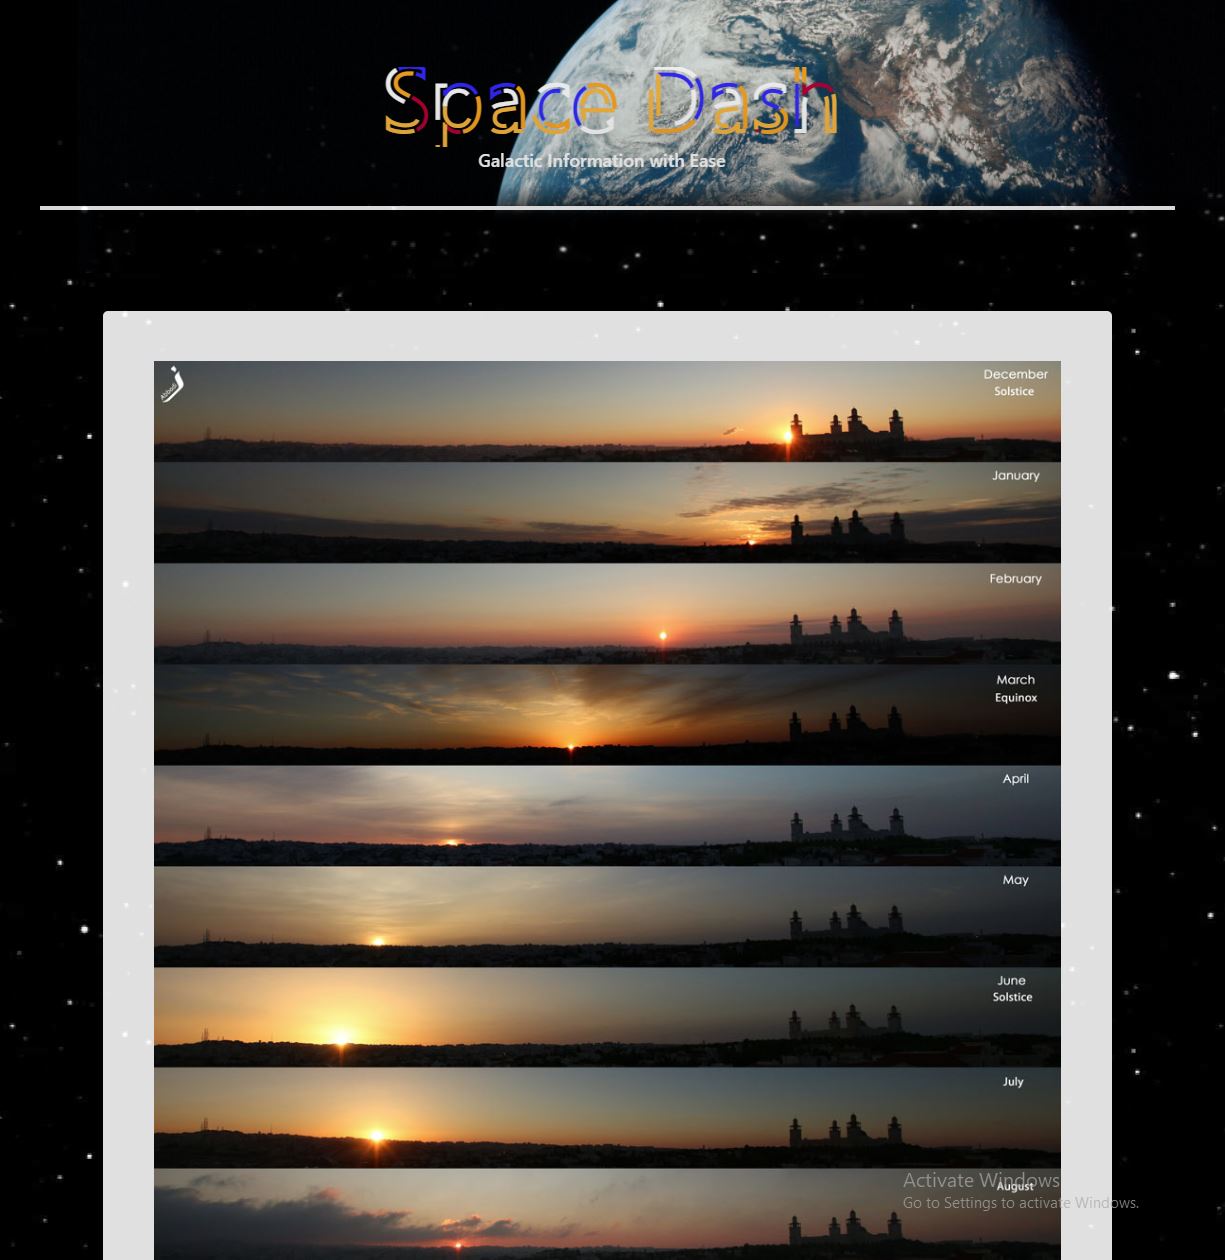 Space Dash
Galactic Information with Ease
Abbadi
December
Solstice
January
February
March
Equinox
April
May
June
Solstice
July
August
Activate Windows
Go to Settings to activate Windows.